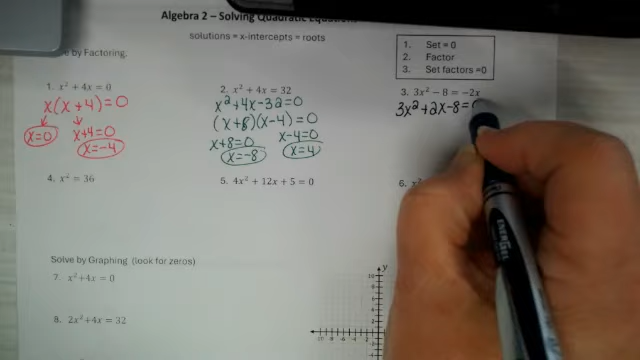 Algebra 2 – Solving Quadratic Equations
solutions = x-intercepts = roots
1. Set = 0
2. Factor
3. Set factors =0
e by Factoring.
1. x² + 4x = 0
x(x+4)=0
x=0
x+4=0
x=-4
2. x² + 4x = 32
x²+4x-32=0
(x+8)(x-4)=0
x+8=0 x-4=0
x=-8 x=4
3. 3x² − 8 = −2x
3x²+2x-8=
4. x² = 36
5. 4x² + 12x + 5 = 0
6.
Solve by Graphing (look for zeros)
7. x²+4x = 0
8. 2x²+4x = 32
y
ENERGEL